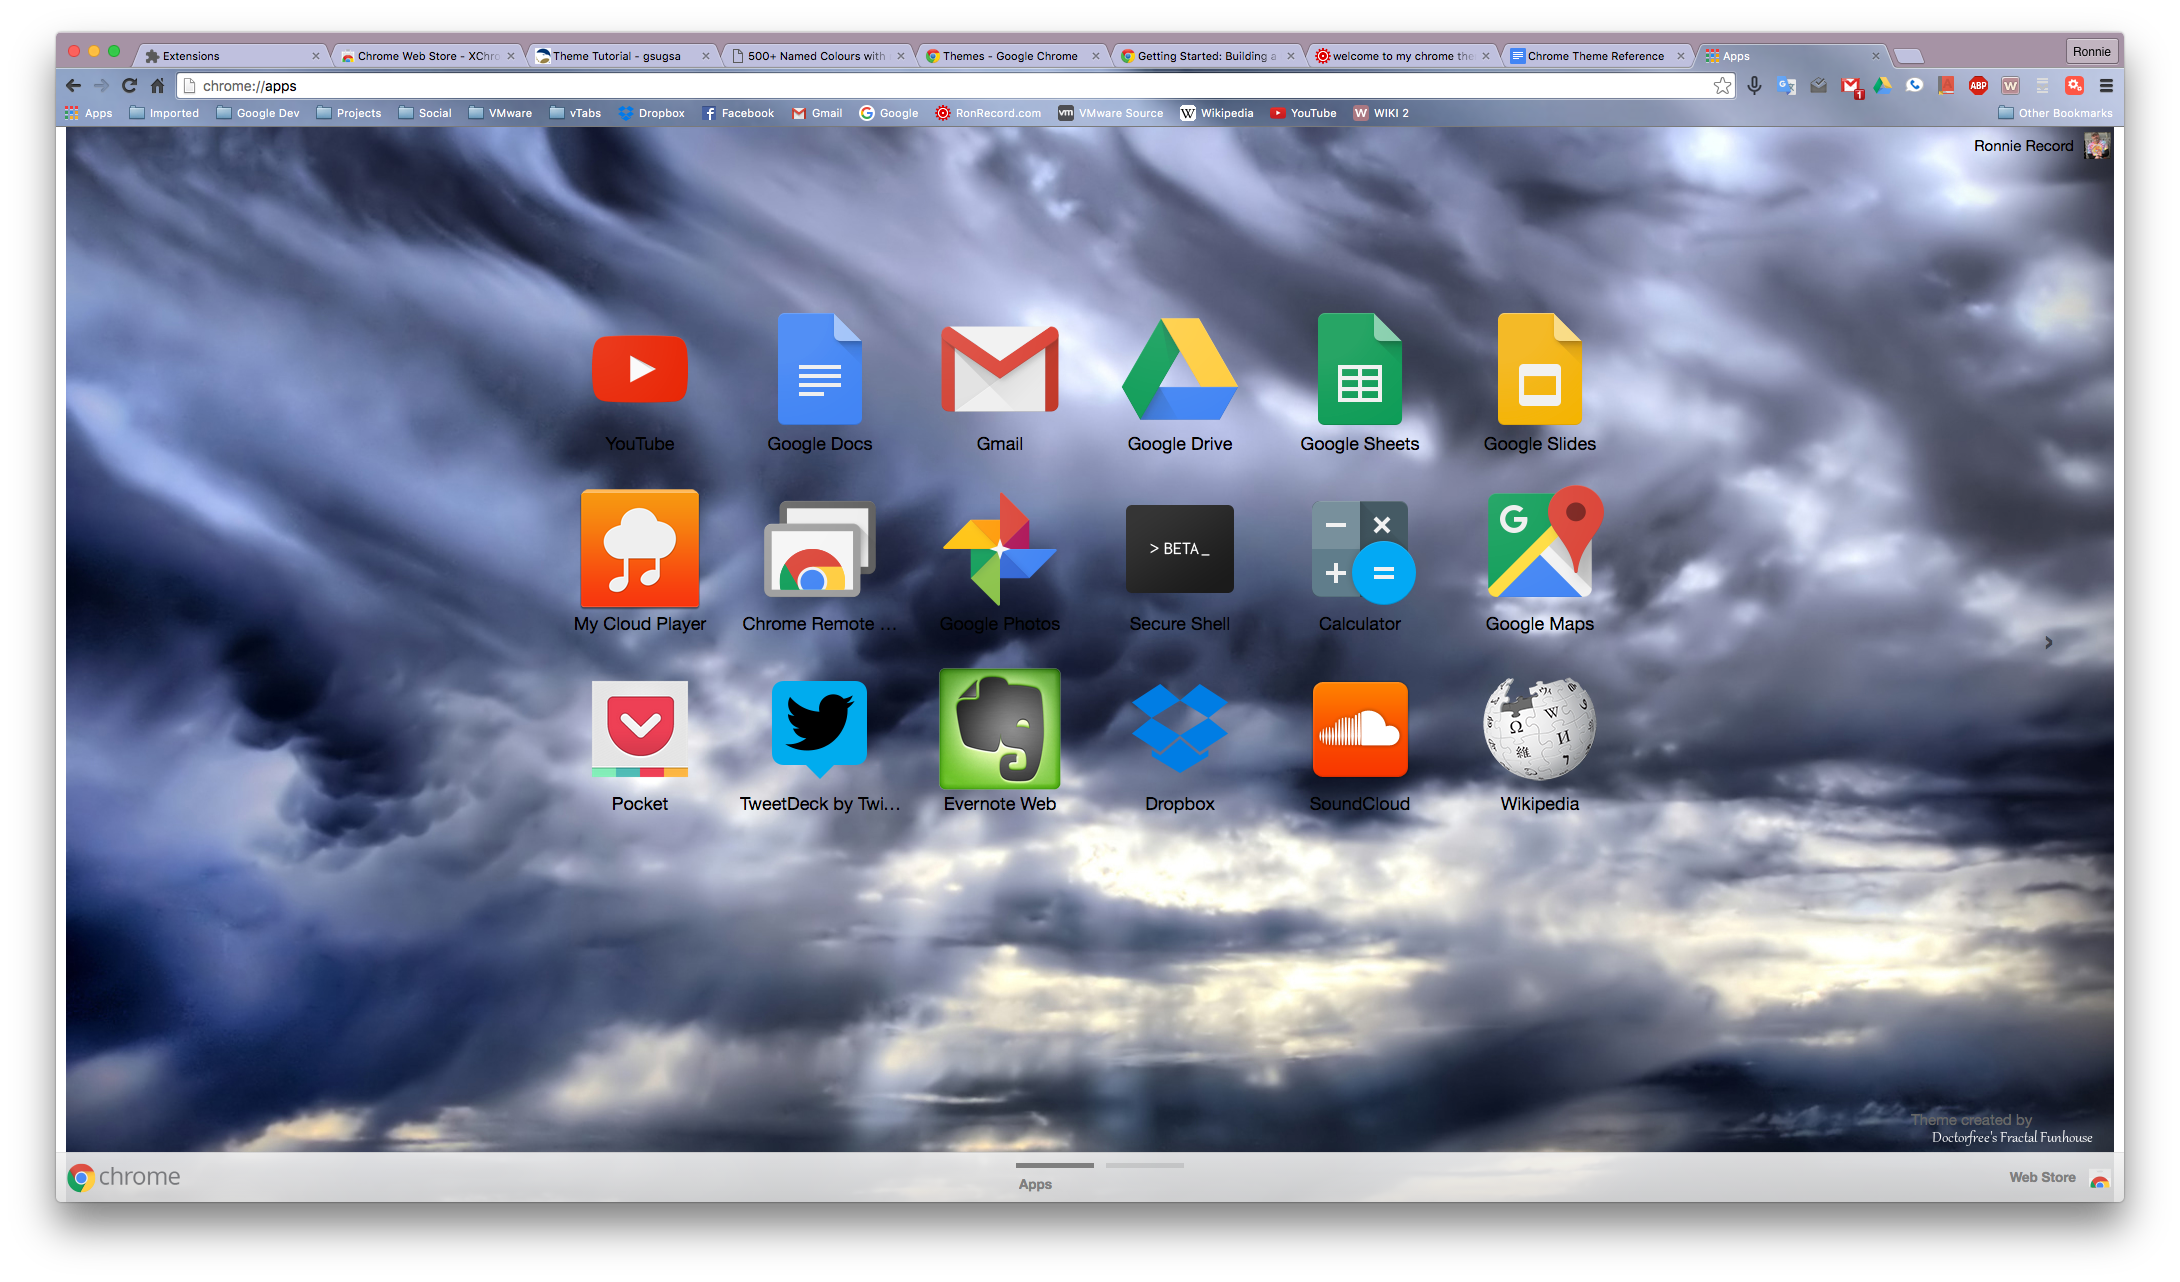 Extensions
Chrome Web Store - XChro
Theme Tutorial - gsugsa
500+ Named Colours with
Themes - Google Chrome
Getting Started: Building a
welcome to my chrome the
Chrome Theme Reference
Apps
Ronnie
chrome://apps
1
ABP
W
Apps
Imported
Google Dev
Projects
Social
VMware
vTabs
Dropbox
Facebook
Gmail
Google
RonRecord.com
vm VMware Source
W Wikipedia
YouTube
W WIKI 2
Other Bookmarks
Ronnie Record
YouTube
Google Docs
Gmail
Google Drive
Google Sheets
Google Slides
> BETA_
G
My Cloud Player
Chrome Remote ...
Google Photos
Secure Shell
Calculator
Google Maps
Ω W И 維
Pocket
TweetDeck by Twi...
Evernote Web
Dropbox
SoundCloud
Wikipedia
Theme created by
Doctorfree's Fractal Funhouse
chrome
Apps
Web Store